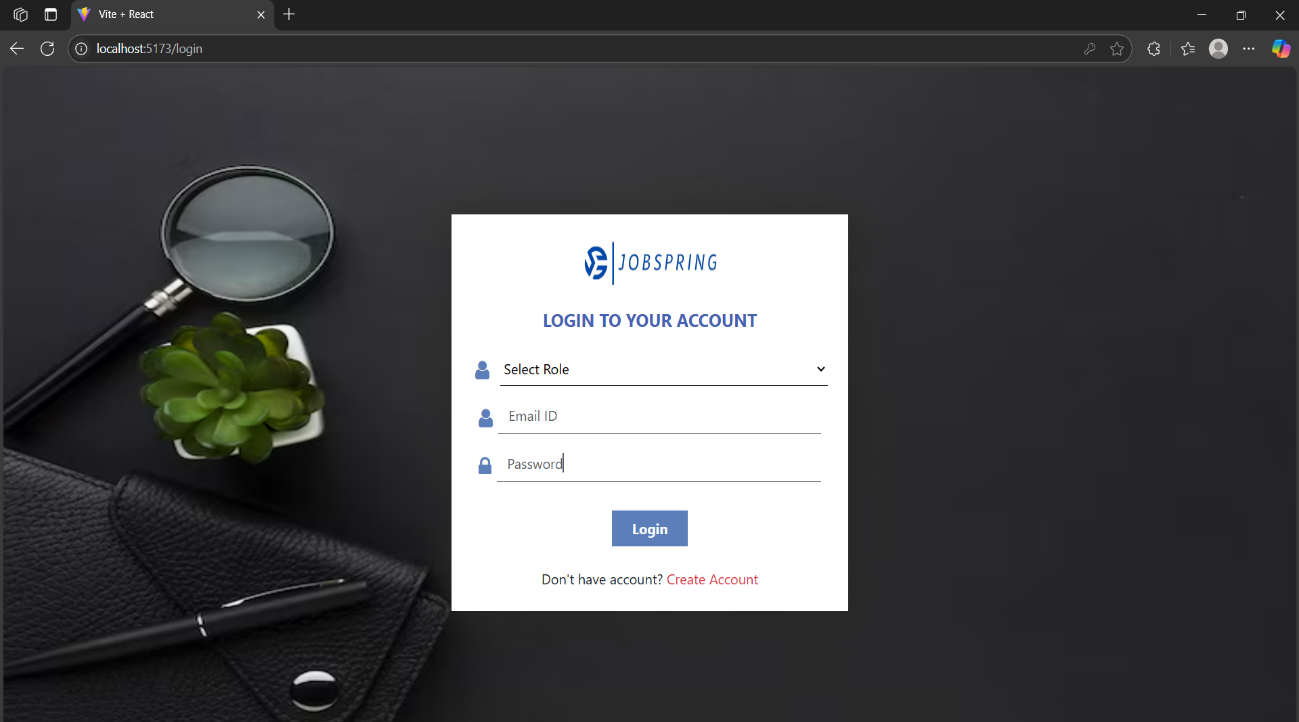 Vite + React
localhost:5173/login
JOBSPRING
LOGIN TO YOUR ACCOUNT
Select Role
Email ID
Password
Login
Don't have account? Create Account